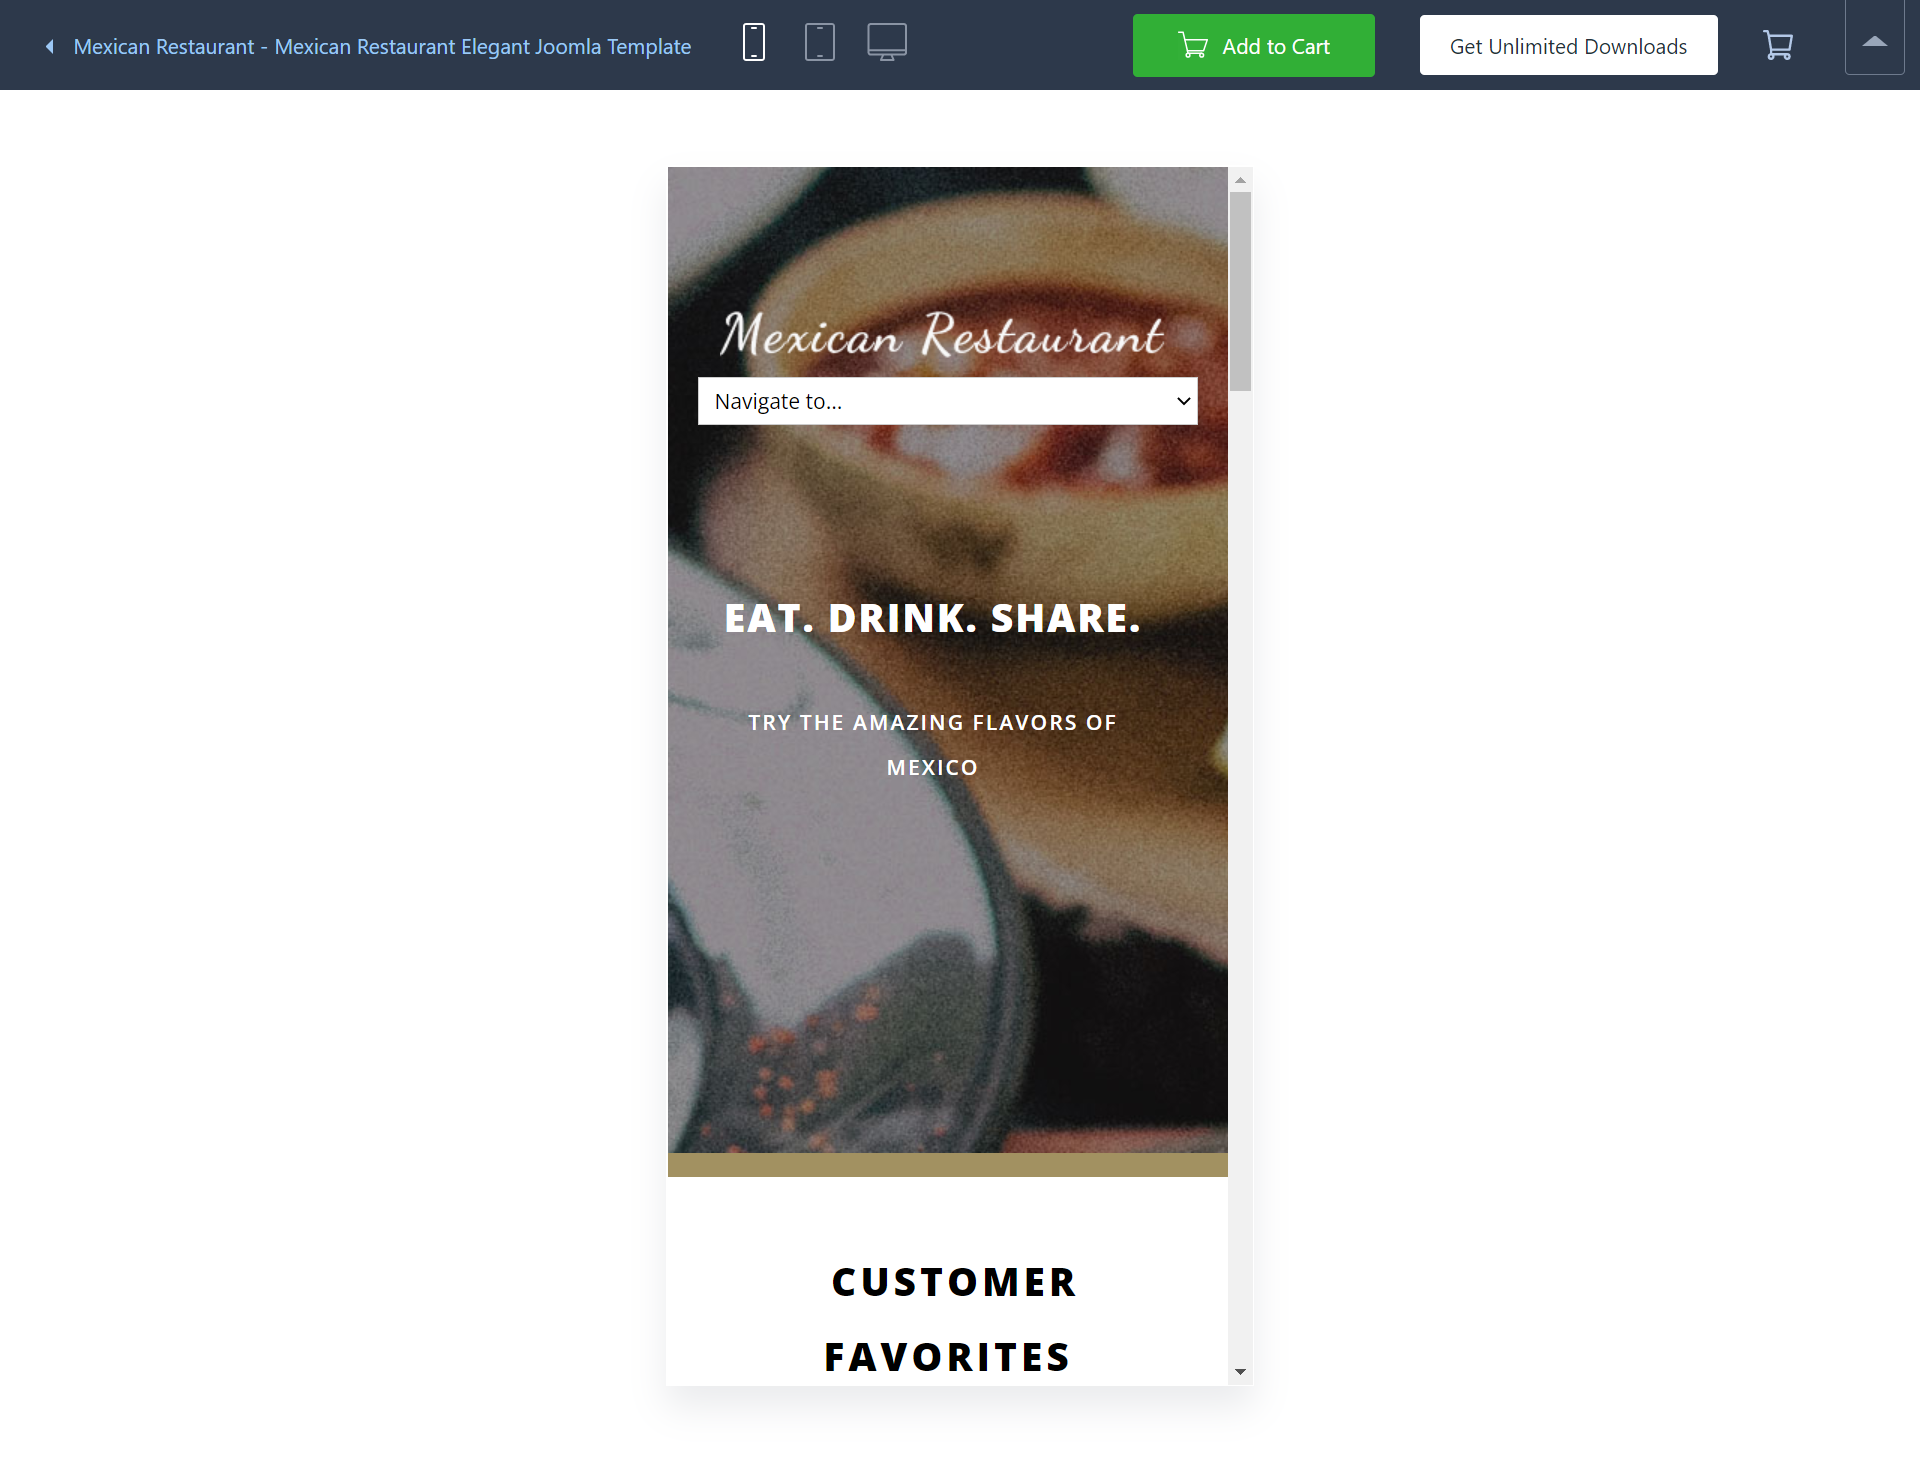 Mexican Restaurant - Mexican Restaurant Elegant Joomla Template
Add to Cart
Get Unlimited Downloads
Mexican Restaurant
Navigate to...
EAT. DRINK. SHARE.
TRY THE AMAZING FLAVORS OF
MEXICO
CUSTOMER
FAVORITES